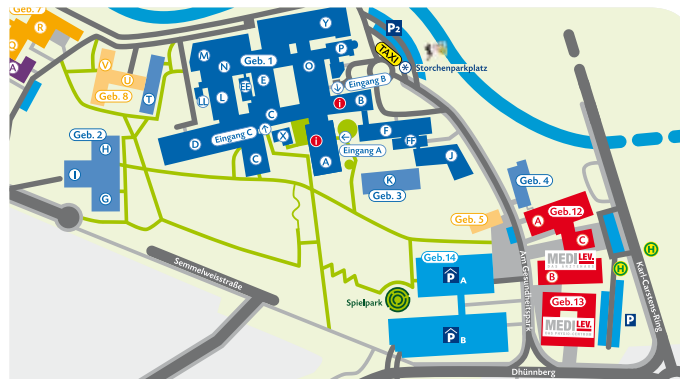 Geb. 7
R
Q
A
V
U
Geb. 8
T
M
N
Geb. 1
LL
L
EE
E
O
Y
P
P2
TAXI
Storchenparkplatz
Eingang B
i
B
C
Eingang C
D
C
X
i
A
Eingang A
F
FF
J
K
Geb. 3
Geb. 2
H
I
G
Geb. 4
Geb. 5
Geb. 12
A
C
MEDILEV.
B
Geb. 13
MEDILEV.
H
H
P
Geb. 14
P A
P B
Spielpark
Semmelweisstraße
Am Gesundheitspark
Karl-Carstens-Ring
Dhünnberg